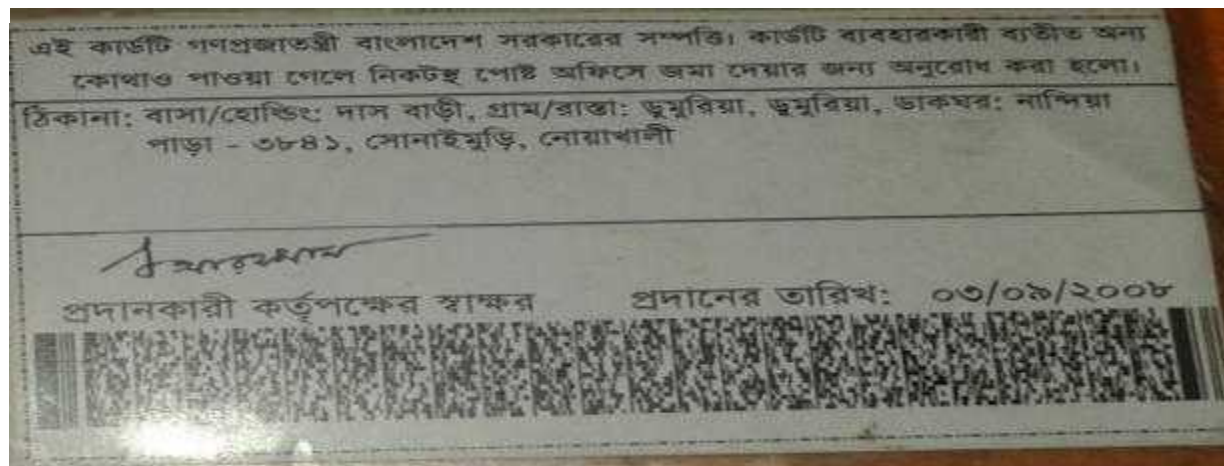 এই কার্ডটি গণপ্রজাতন্ত্রী বাংলাদেশ সরকারের সম্পত্তি। কার্ডটি ব্যবহারকারী ব্যতীত অন্য
কোথাও পাওয়া গেলে নিকটস্থ পোষ্ট অফিসে জমা দেয়ার জন্য অনুরোধ করা হলো।
ঠিকানা: বাসা/হোল্ডিং: দাস বাড়ী, গ্রাম/রাস্তা: ডুমুরিয়া, ডুমুরিয়া, ডাকঘর: নান্দিয়া
পাড়া - ৩৮৪১, সোনাইমুড়ি, নোয়াখালী
প্রদানকারী কর্তৃপক্ষের স্বাক্ষর প্রদানের তারিখ: ০৩/০৯/২০০৮